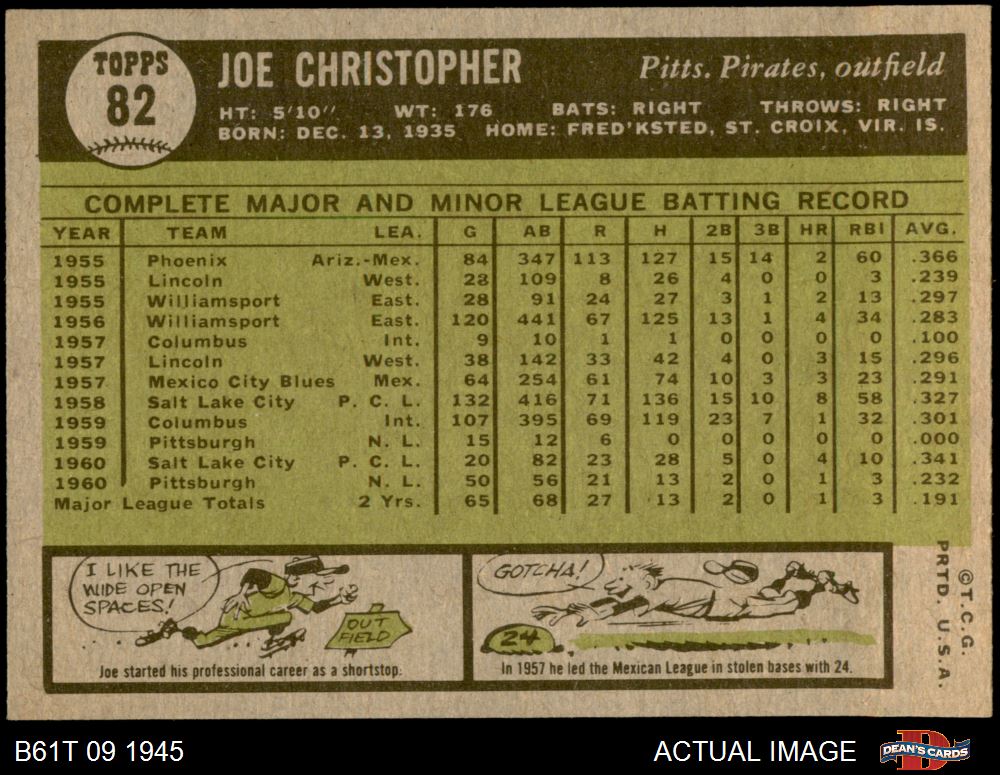 TOPPS
82
JOE CHRISTOPHER
Pitts. Pirates, outfield
HT: 5'10" WT: 176 BATS: RIGHT THROWS: RIGHT
BORN: DEC. 13, 1935 HOME: FRED'KSTED, ST. CROIX, VIR. IS.
COMPLETE MAJOR AND MINOR LEAGUE BATTING RECORD
YEAR TEAM LEA. G AB R H 2B 3B HR RBI AVG.
1955 Phoenix Ariz.-Mex. 84 347 113 127 15 14 2 60 .366
1955 Lincoln West. 28 109 8 26 4 0 0 3 .239
1955 Williamsport East. 28 91 24 27 3 1 2 13 .297
1956 Williamsport East. 120 441 67 125 13 1 4 34 .283
1957 Columbus Int. 9 10 1 1 0 0 0 0 .100
1957 Lincoln West. 38 142 33 42 4 0 3 15 .296
1957 Mexico City Blues Mex. 64 254 61 74 10 3 3 23 .291
1958 Salt Lake City P. C. L. 132 416 71 136 15 10 8 58 .327
1959 Columbus Int. 107 395 69 119 23 7 1 32 .301
1959 Pittsburgh N. L. 15 12 6 0 0 0 0 0 .000
1960 Salt Lake City P. C. L. 20 82 23 28 5 0 4 10 .341
1960 Pittsburgh N. L. 50 56 21 13 2 0 1 3 .232
Major League Totals 2 Yrs. 65 68 27 13 2 0 1 3 .191
I LIKE THE
WIDE OPEN
SPACES!
OUT
FIELD
Joe started his professional career as a shortstop.
GOTCHA!
24
In 1957 he led the Mexican League in stolen bases with 24.
© T.C.G.
PRTD. U.S.A.
B61T 09 1945
ACTUAL IMAGE
DEAN'S CARDS